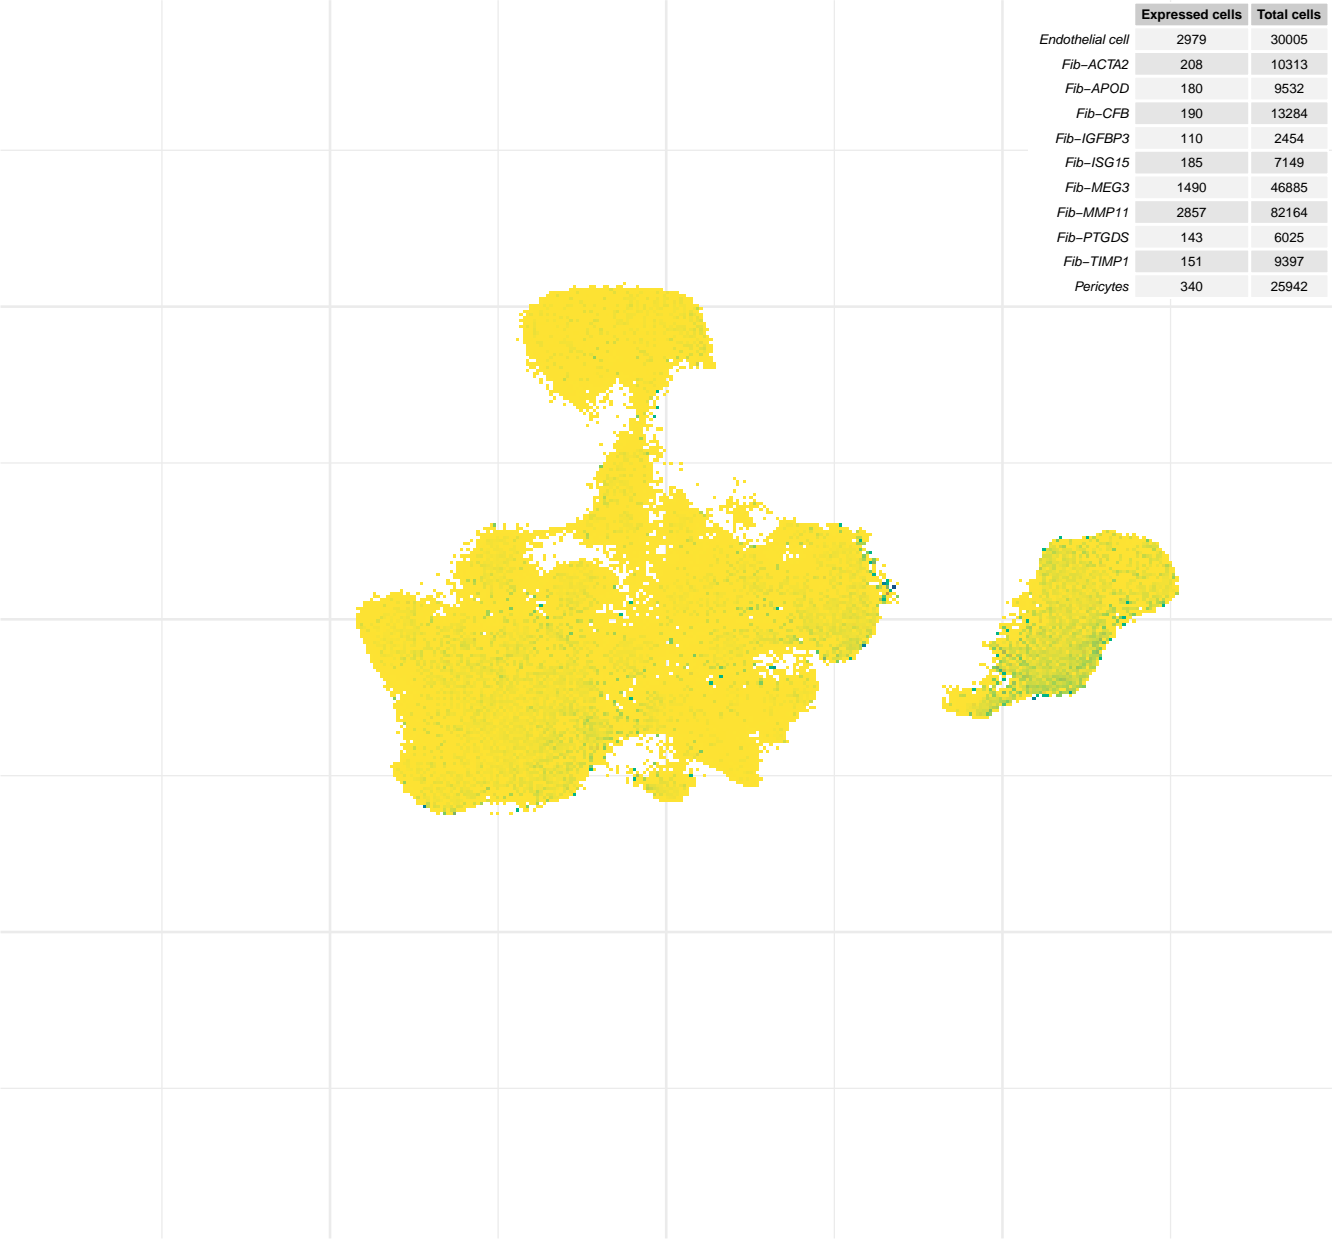 Expressed cells Total cells
Endothelial cell 2979 30005
Fib−ACTA2 208 10313
Fib−APOD 180 9532
Fib−CFB 190 13284
Fib−IGFBP3 110 2454
Fib−ISG15 185 7149
Fib−MEG3 1490 46885
Fib−MMP11 2857 82164
Fib−PTGDS 143 6025
Fib−TIMP1 151 9397
Pericytes 340 25942